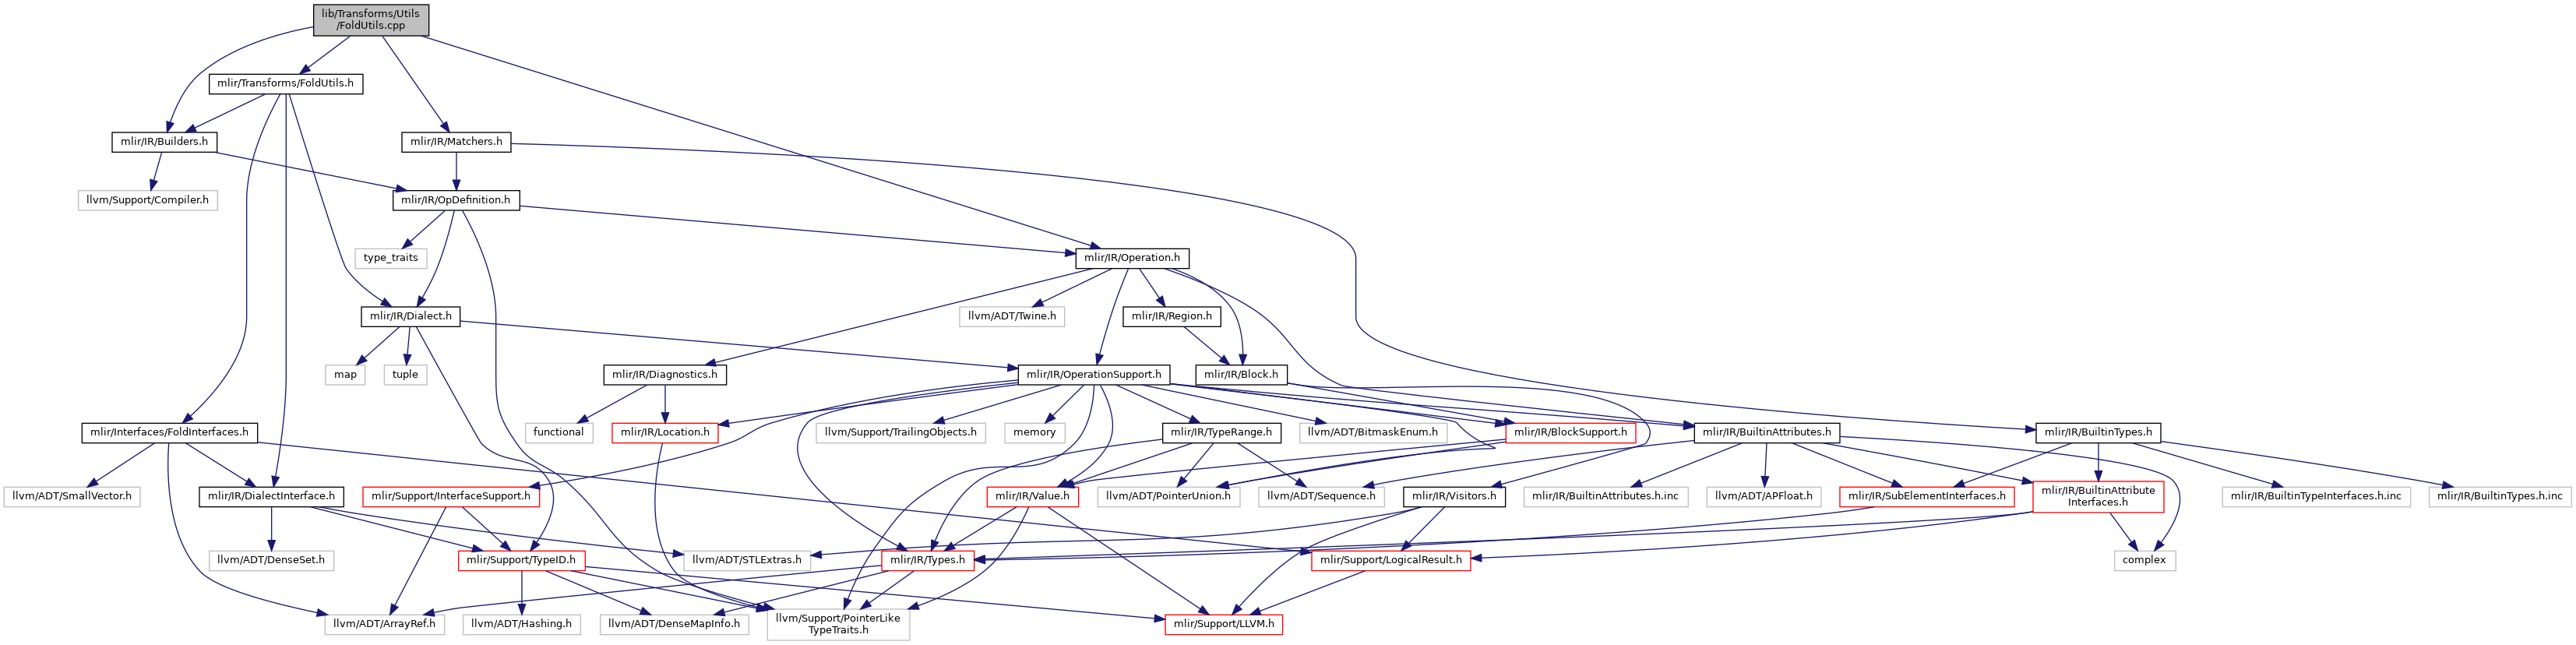 lib/Transforms/Utils
/FoldUtils.cpp
mlir/Transforms/FoldUtils.h
mlir/IR/Builders.h
mlir/IR/Matchers.h
llvm/Support/Compiler.h
mlir/IR/OpDefinition.h
type_traits
mlir/IR/Operation.h
mlir/IR/Dialect.h
llvm/ADT/Twine.h
mlir/IR/Region.h
map
tuple
mlir/IR/Diagnostics.h
mlir/IR/OperationSupport.h
mlir/IR/Block.h
mlir/Interfaces/FoldInterfaces.h
functional
mlir/IR/Location.h
llvm/Support/TrailingObjects.h
memory
mlir/IR/TypeRange.h
llvm/ADT/BitmaskEnum.h
mlir/IR/BlockSupport.h
mlir/IR/BuiltinAttributes.h
mlir/IR/BuiltinTypes.h
llvm/ADT/SmallVector.h
mlir/IR/DialectInterface.h
mlir/Support/InterfaceSupport.h
mlir/IR/Value.h
llvm/ADT/PointerUnion.h
llvm/ADT/Sequence.h
mlir/IR/Visitors.h
mlir/IR/BuiltinAttributes.h.inc
llvm/ADT/APFloat.h
mlir/IR/SubElementInterfaces.h
mlir/IR/BuiltinAttribute
Interfaces.h
mlir/IR/BuiltinTypeInterfaces.h.inc
mlir/IR/BuiltinTypes.h.inc
llvm/ADT/DenseSet.h
mlir/Support/TypeID.h
llvm/ADT/STLExtras.h
mlir/IR/Types.h
mlir/Support/LogicalResult.h
complex
llvm/ADT/ArrayRef.h
llvm/ADT/Hashing.h
llvm/ADT/DenseMapInfo.h
llvm/Support/PointerLike
TypeTraits.h
mlir/Support/LLVM.h